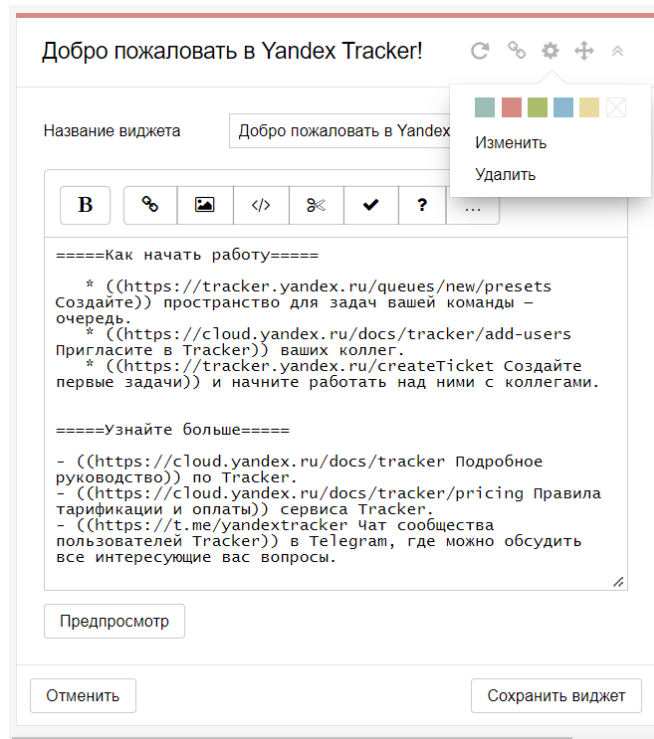 Добро пожаловать в Yandex Tracker!
Название виджета
Добро пожаловать в Yandex
Изменить
Удалить
B
</>
?
...
=====Как начать работу=====
* ((https://tracker.yandex.ru/queues/new/presets
Создайте)) пространство для задач вашей команды —
очередь.
* ((https://cloud.yandex.ru/docs/tracker/add-users
Пригласите в Tracker)) ваших коллег.
* ((https://tracker.yandex.ru/createTicket Создайте
первые задачи)) и начните работать над ними с коллегами.
=====Узнайте больше=====
- ((https://cloud.yandex.ru/docs/tracker Подробное
руководство)) по Tracker.
- ((https://cloud.yandex.ru/docs/tracker/pricing Правила
тарификации и оплаты)) сервиса Tracker.
- ((https://t.me/yandextracker Чат сообщества
пользователей Tracker)) в Telegram, где можно обсудить
все интересующие вас вопросы.
Предпросмотр
Отменить
Сохранить виджет